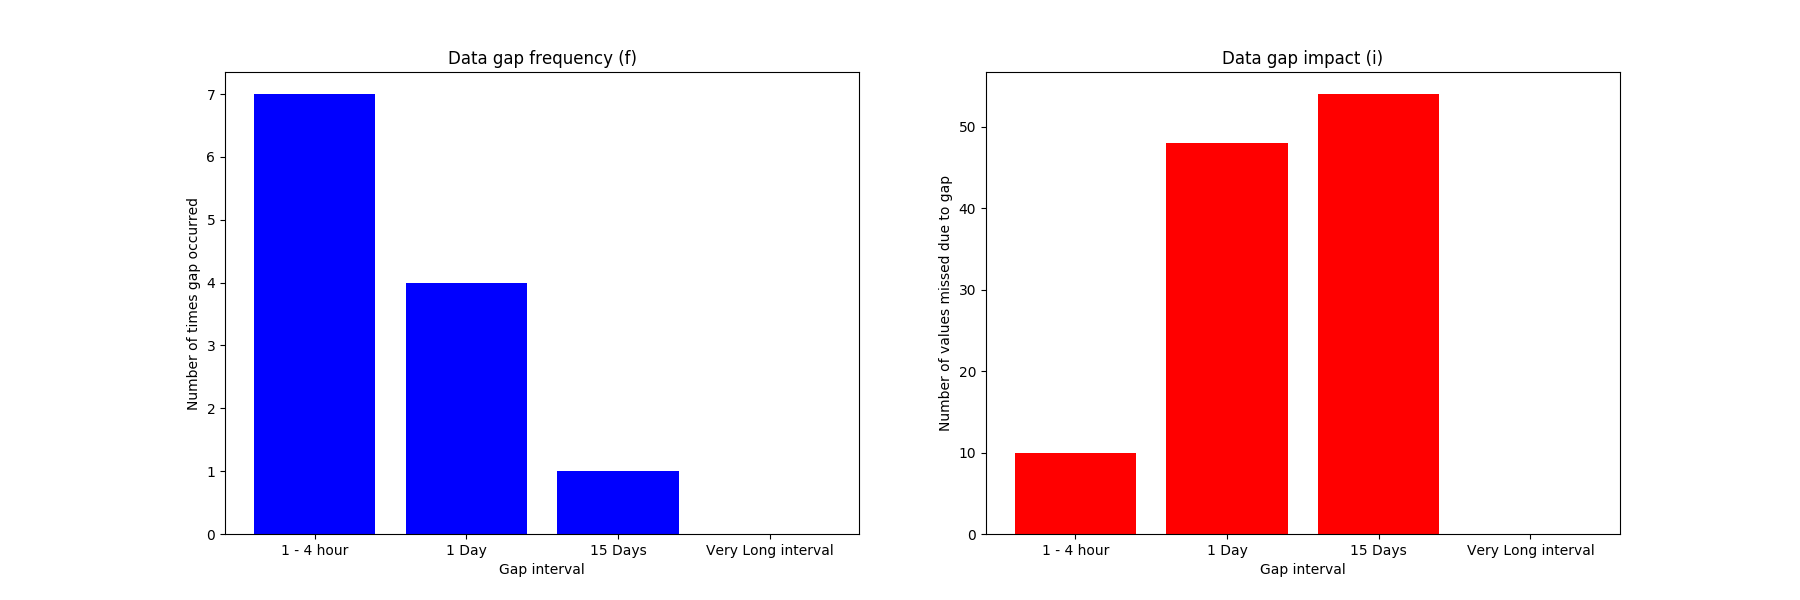 Data gap frequency (f)
7
6
5
4
3
2
1
0
Number of times gap occurred
1 - 4 hour
1 Day
15 Days
Very Long interval
Gap interval
Data gap impact (i)
50
40
30
20
10
0
Number of values missed due to gap
1 - 4 hour
1 Day
15 Days
Very Long interval
Gap interval